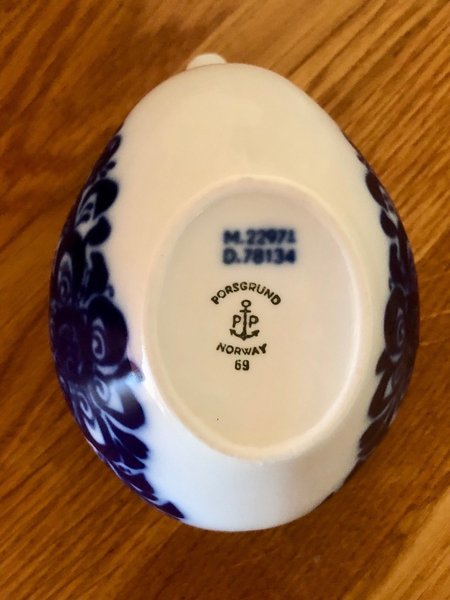 M.22971
D.78134
PORSGRUND
P P
NORWAY
69